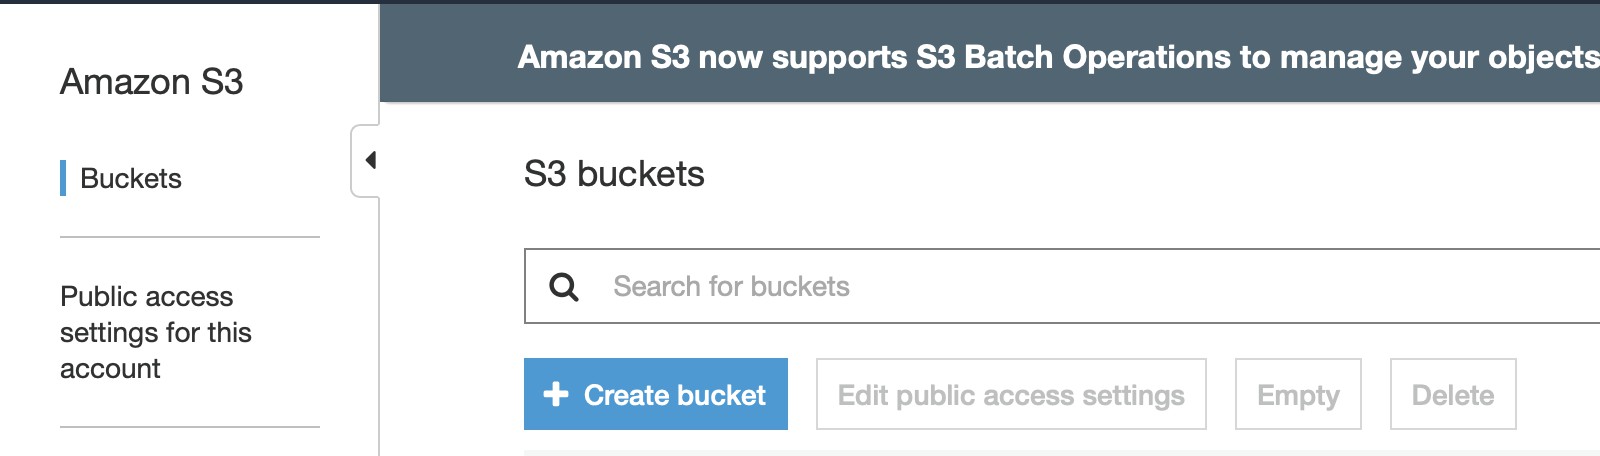 Amazon S3
Buckets
Public access
settings for this
account
Amazon S3 now supports S3 Batch Operations to manage your objects
S3 buckets
Search for buckets
Create bucket
Edit public access settings
Empty
Delete